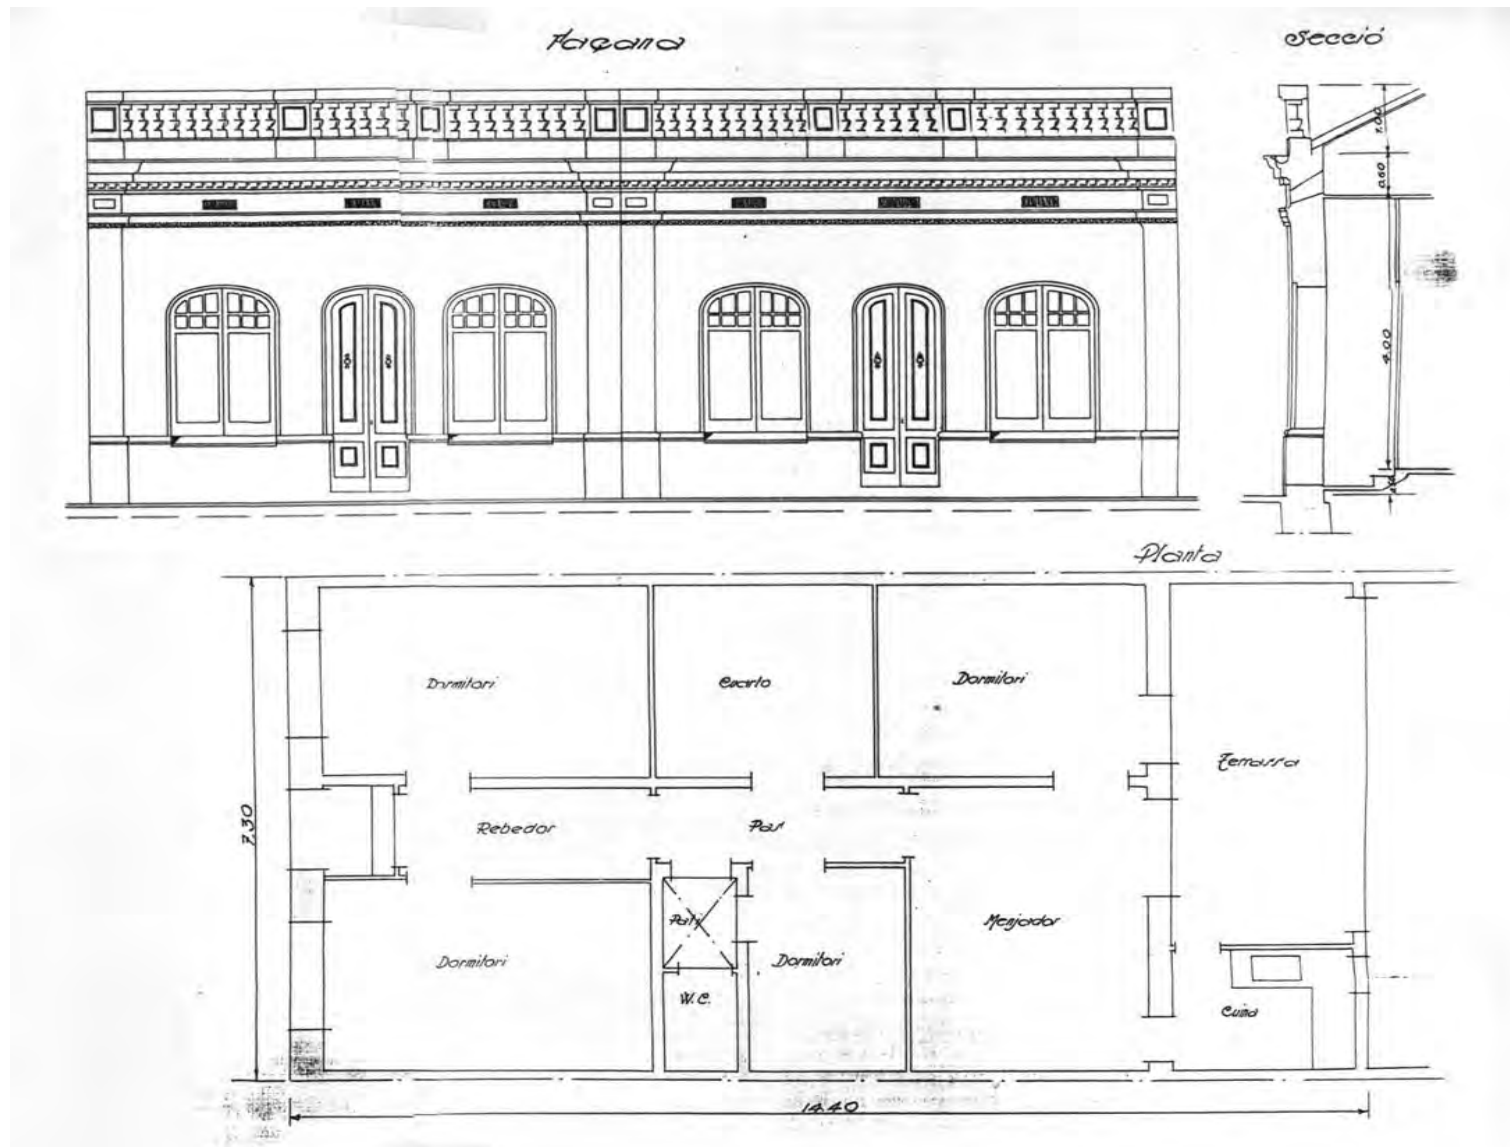 Façana
Secció
1.00
0.60
4.00
Planta
Dormitori
Cuarto
Dormitori
Terrassa
7.30
Rebedor
Pas
Pati
Menjador
Dormitori
Dormitori
W.C.
Cuina
14.40